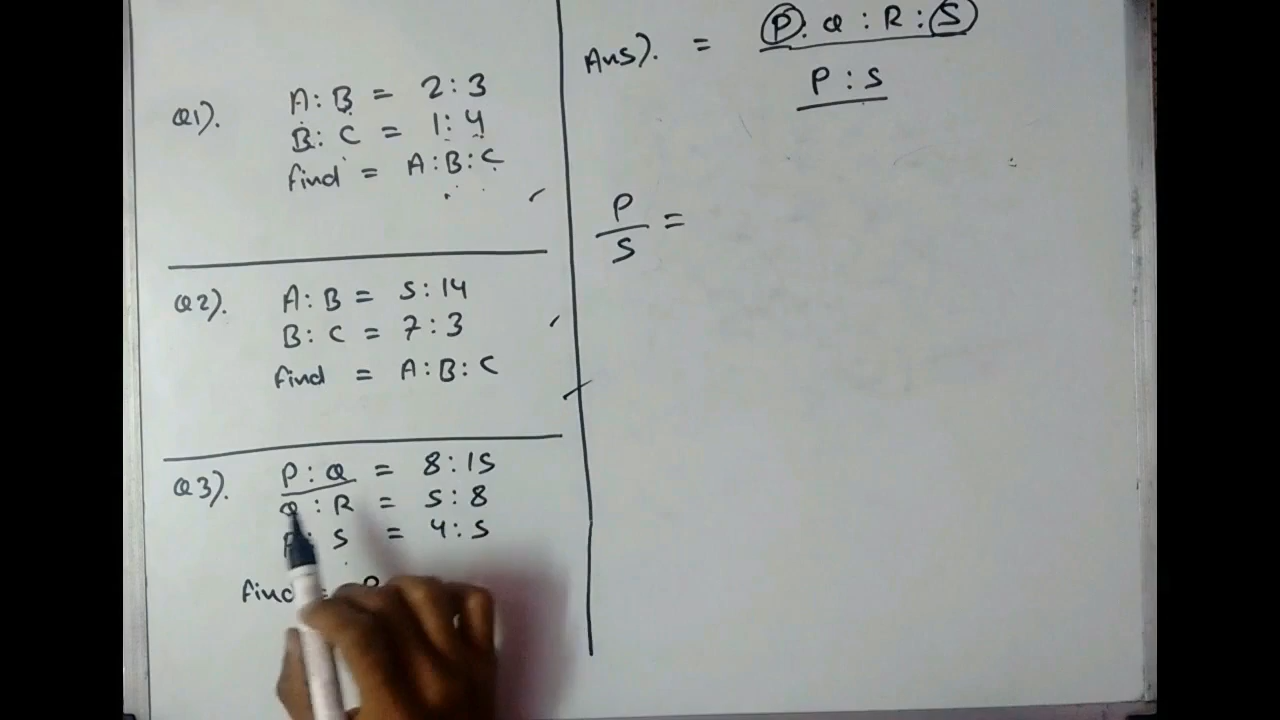 Q1). A:B = 2:3
B:C = 1:4
find = A:B:C
Q2). A:B = 5:14
B:C = 7:3
find = A:B:C
Q3). P:Q = 8:15
Q:R = 5:8
S = 4:5
find =
Ans). = P:Q:R:S
P:S
P/S =